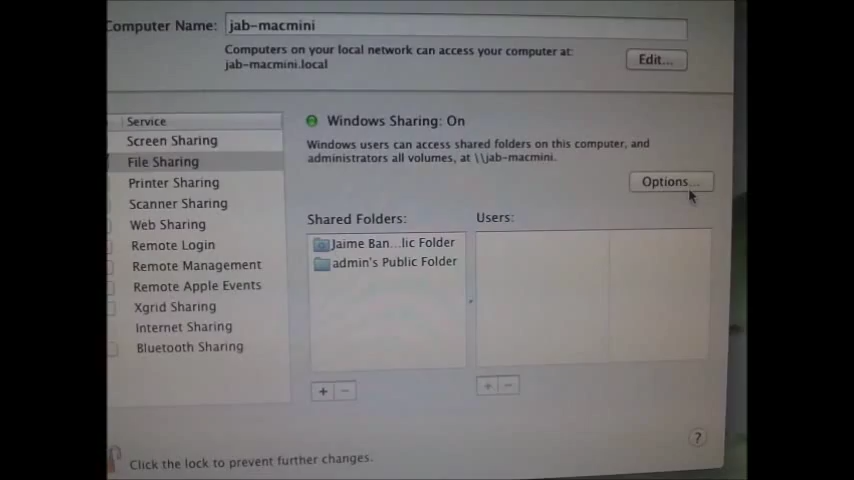 Computer Name: jab-macmini
Computers on your local network can access your computer at:
jab-macmini.local
Edit...
Service
Screen Sharing
File Sharing
Printer Sharing
Scanner Sharing
Web Sharing
Remote Login
Remote Management
Remote Apple Events
Xgrid Sharing
Internet Sharing
Bluetooth Sharing
Windows Sharing: On
Windows users can access shared folders on this computer, and
administrators all volumes, at \\jab-macmini.
Options...
Shared Folders:
Jaime Ban...lic Folder
admin's Public Folder
Users:
+ −
+ −
?
Click the lock to prevent further changes.